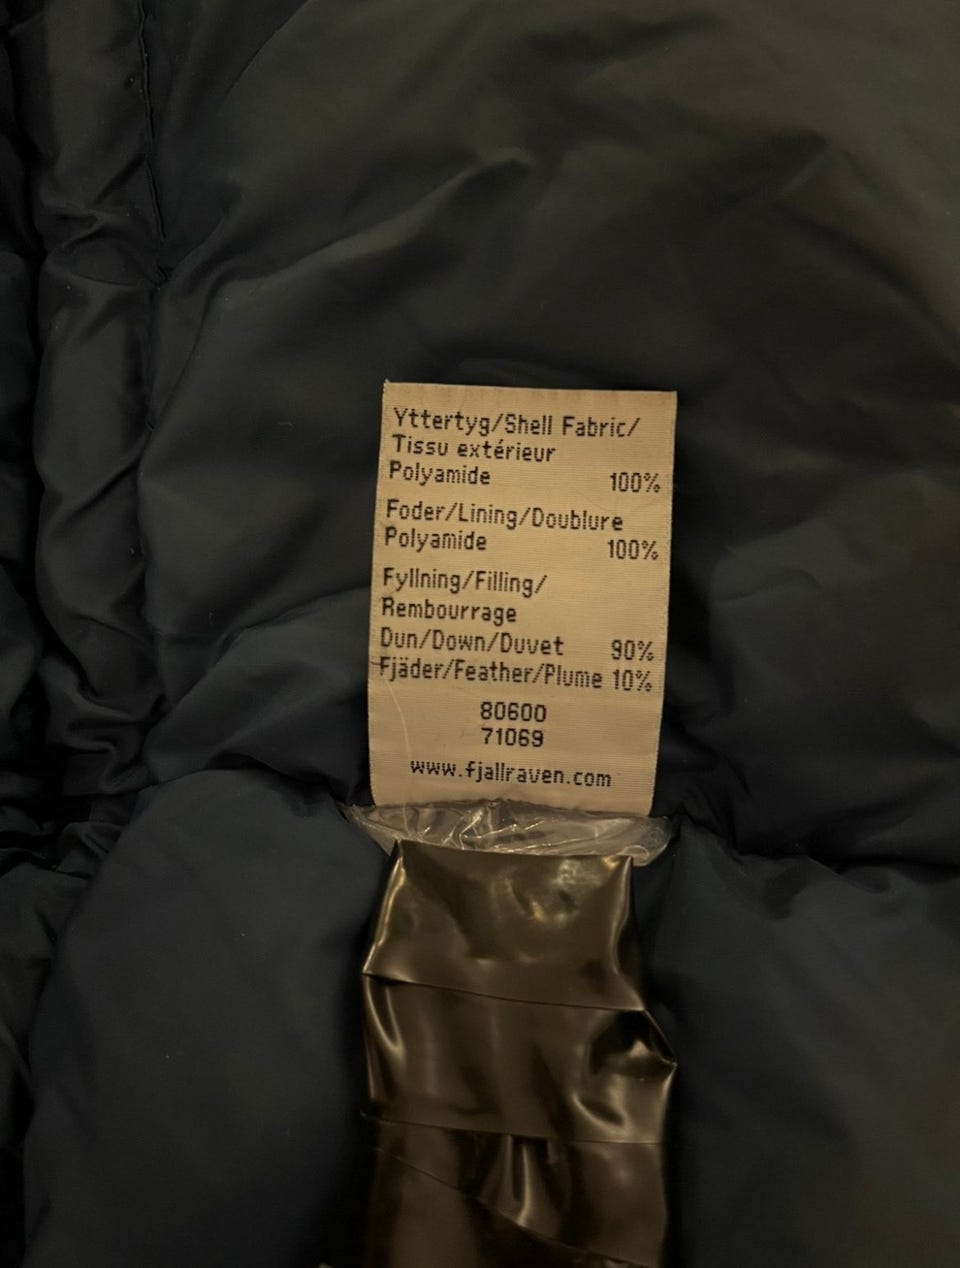 Yttertyg/Shell Fabric/
Tissu extérieur
Polyamide 100%
Foder/Lining/Doublure
Polyamide 100%
Fyllning/Filling/
Rembourrage
Dun/Down/Duvet 90%
Fjäder/Feather/Plume 10%
80600
71069
www.fjallraven.com